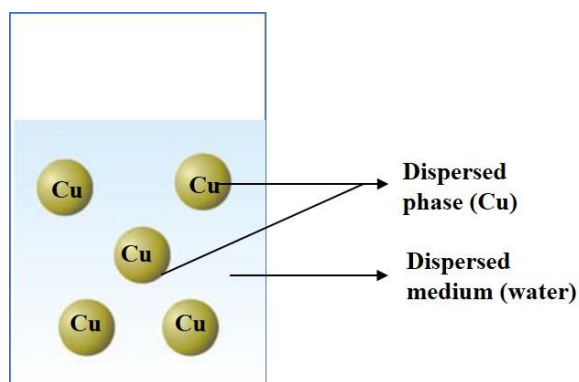 Cu
Cu
Dispersed
phase (Cu)
Cu
Dispersed
medium (water)
Cu
Cu